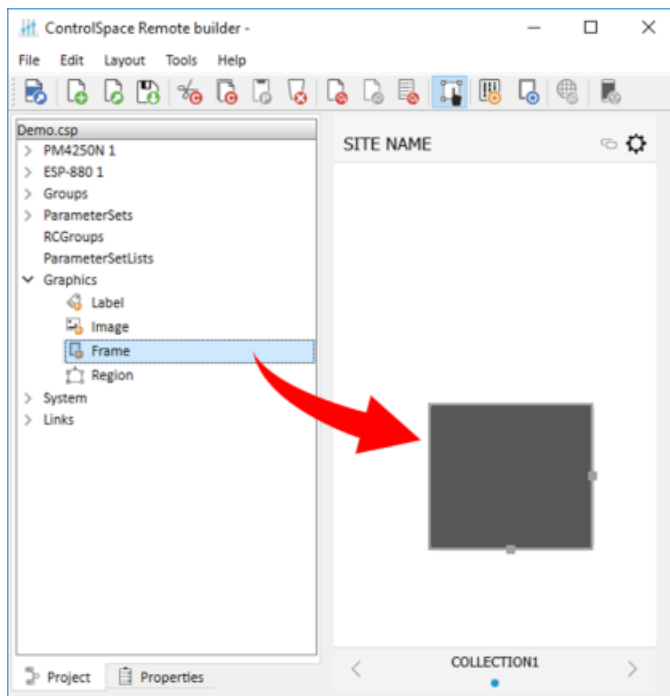 ControlSpace Remote builder -
File Edit Layout Tools Help
Demo.csp
PM4250N 1
ESP-880 1
Groups
ParameterSets
RCGroups
ParameterSetLists
Graphics
Label
Image
Frame
Region
System
Links
Project Properties
SITE NAME
COLLECTION1